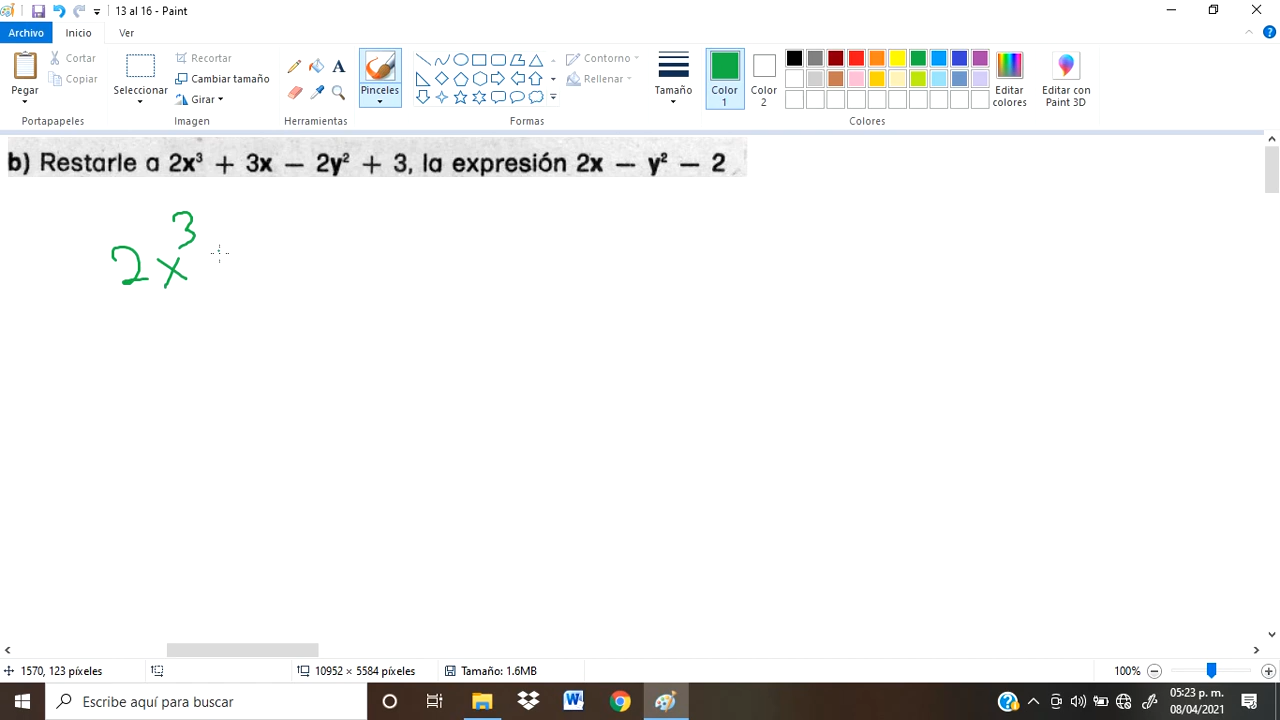 13 al 16 - Paint
Archivo Inicio Ver
Pegar
Cortar
Copiar
Portapapeles
Seleccionar
Recortar
Cambiar tamaño
Girar
Imagen
A
Herramientas
Pinceles
Contorno
Rellenar
Formas
Tamaño
Color 1
Color 2
Editar colores
Editar con Paint 3D
Colores
b) Restarle a 2x³ + 3x − 2y² + 3, la expresión 2x − y² − 2
2x³
1570, 123 píxeles
10952 × 5584 píxeles
Tamaño: 1.6MB
100%
Escribe aquí para buscar
05:23 p. m.
08/04/2021